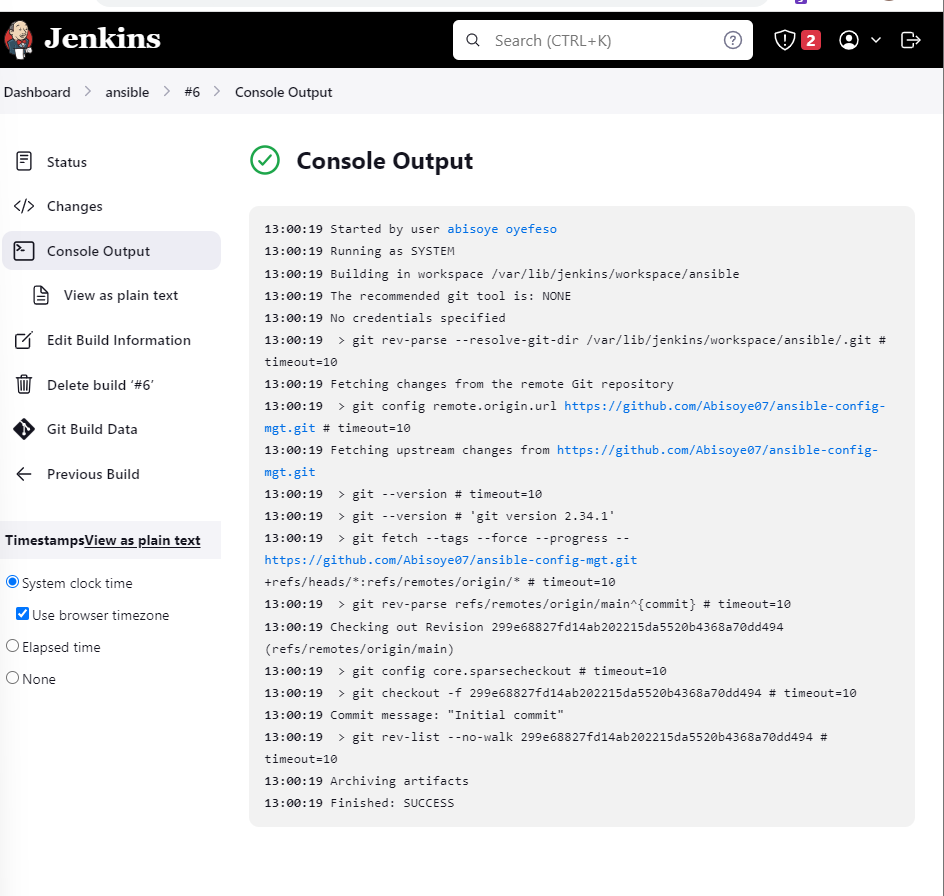 Jenkins
Search (CTRL+K)
2
Dashboard
ansible
#6
Console Output
Status
Changes
Console Output
View as plain text
Edit Build Information
Delete build ‘#6’
Git Build Data
Previous Build
TimestampsView as plain text
System clock time
Use browser timezone
Elapsed time
None
Console Output
13:00:19 Started by user abisoye oyefeso
13:00:19 Running as SYSTEM
13:00:19 Building in workspace /var/lib/jenkins/workspace/ansible
13:00:19 The recommended git tool is: NONE
13:00:19 No credentials specified
13:00:19  > git rev-parse --resolve-git-dir /var/lib/jenkins/workspace/ansible/.git #
timeout=10
13:00:19 Fetching changes from the remote Git repository
13:00:19  > git config remote.origin.url https://github.com/Abisoye07/ansible-config-
mgt.git # timeout=10
13:00:19 Fetching upstream changes from https://github.com/Abisoye07/ansible-config-
mgt.git
13:00:19  > git --version # timeout=10
13:00:19  > git --version # 'git version 2.34.1'
13:00:19  > git fetch --tags --force --progress --
https://github.com/Abisoye07/ansible-config-mgt.git
+refs/heads/*:refs/remotes/origin/* # timeout=10
13:00:19  > git rev-parse refs/remotes/origin/main^{commit} # timeout=10
13:00:19 Checking out Revision 299e68827fd14ab202215da5520b4368a70dd494
(refs/remotes/origin/main)
13:00:19  > git config core.sparsecheckout # timeout=10
13:00:19  > git checkout -f 299e68827fd14ab202215da5520b4368a70dd494 # timeout=10
13:00:19 Commit message: "Initial commit"
13:00:19  > git rev-list --no-walk 299e68827fd14ab202215da5520b4368a70dd494 #
timeout=10
13:00:19 Archiving artifacts
13:00:19 Finished: SUCCESS